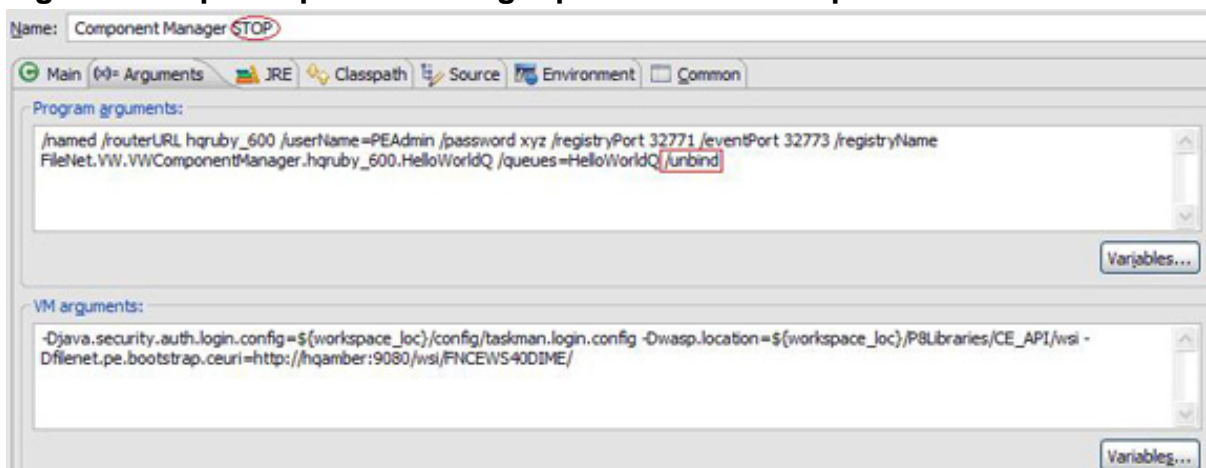 Name: Component Manager STOP
Main (x)= Arguments JRE Classpath Source Environment Common
Program arguments:
/named /routerURL hqruby_600 /userName=PEAdmin /password xyz /registryPort 32771 /eventPort 32773 /registryName
FileNet.VW.VWComponentManager.hqruby_600.HelloWorldQ /queues=HelloWorldQ /unbind
Variables...
VM arguments:
-Djava.security.auth.login.config=${workspace_loc}/config/taskman.login.config -Dwasp.location=${workspace_loc}/P8Libraries/CE_API/wsi -
Dfilenet.pe.bootstrap.ceuri=http://hqamber:9080/wsi/FNCEWS40DIME/
Variables...